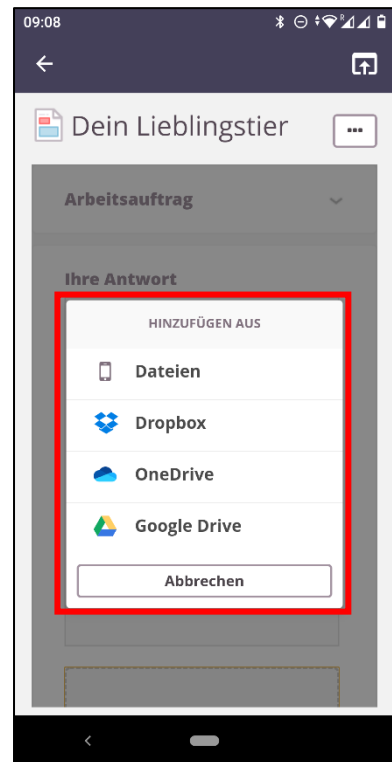 09:08
Dein Lieblingstier
Arbeitsauftrag
Ihre Antwort
HINZUFÜGEN AUS
Dateien
Dropbox
OneDrive
Google Drive
Abbrechen